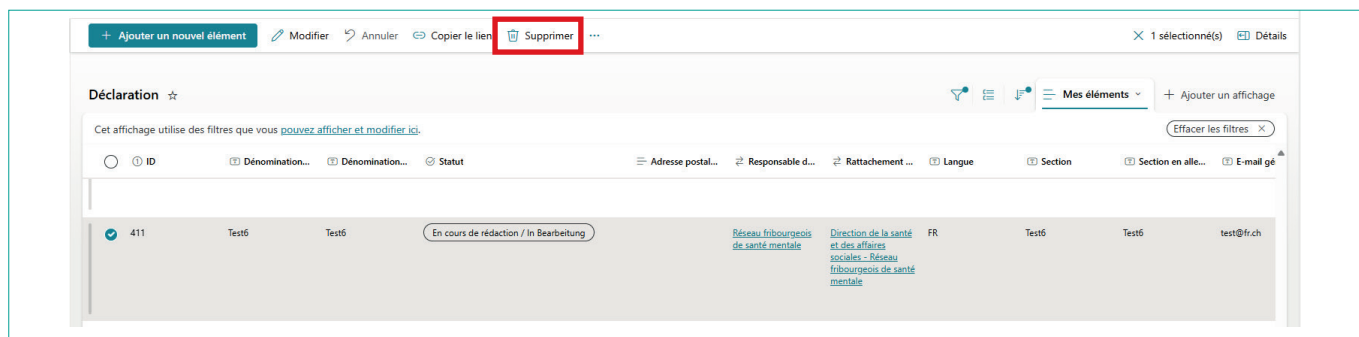 + Ajouter un nouvel élément Modifier Annuler Copier le lien Supprimer ... 1 sélectionné(s) Détails
Déclaration Mes éléments + Ajouter un affichage
Cet affichage utilise des filtres que vous pouvez afficher et modifier ici. Effacer les filtres
ID Dénomination... Dénomination... Statut Adresse postal... Responsable d... Rattachement ... Langue Section Section en alle... E-mail gé
411 Test6 Test6 En cours de rédaction / In Bearbeitung Réseau fribourgeois Direction de la santé FR Test6 Test6 test@fr.ch
de santé mentale et des affaires
sociales - Réseau
fribourgeois de santé
mentale